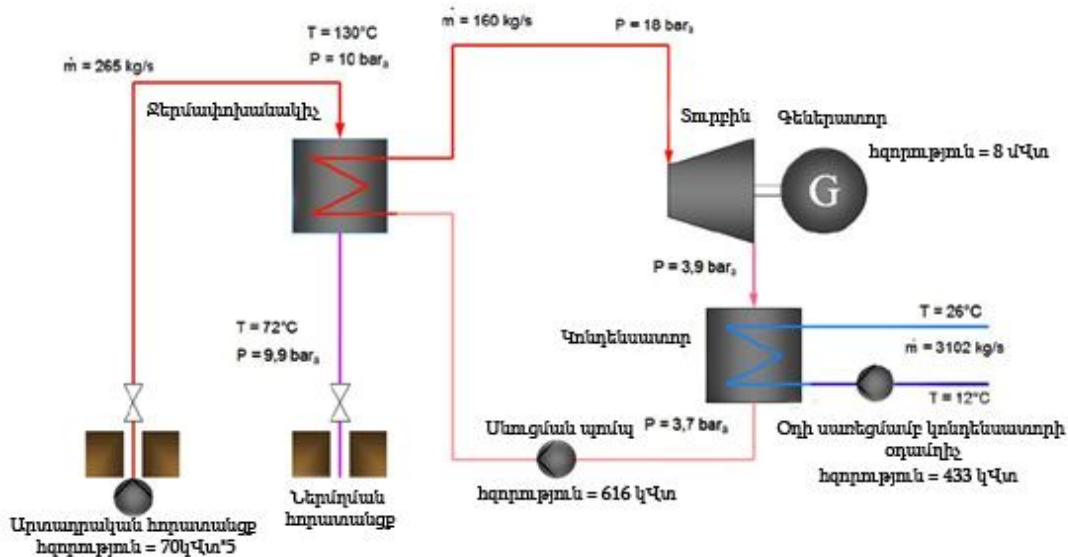 ṁ = 265 kg/s
T = 130°C
P = 10 barₐ
ṁ = 160 kg/s
P = 18 barₐ
Ջերմափոխանակիչ
Տուրբին
Գեներատոր
հզորություն = 8 մՎտ
G
P = 3,9 barₐ
T = 72°C
P = 9,9 barₐ
Կոնդենսատոր
T = 26°C
ṁ = 3102 kg/s
T = 12°C
Սնուցման պոմպ
P = 3,7 barₐ
հզորություն = 616 կՎտ
Օդի սառեցմամբ կոնդենսատորի
օդամղիչ
հզորություն = 433 կՎտ
Արտադրական հորատանցք
հզորություն = 70կՎտ*5
Ներմղման
հորատանցք